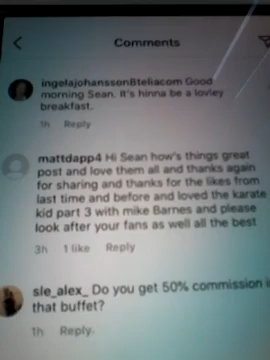 Comments
ingelajohansson8teliacom Good
morning Sean. It's hinna be a lovley
breakfast.
1h Reply
mattdapp4 Hi Sean how's things great
post and love them all and thanks again
for sharing and thanks for the likes from
last time and before and loved the karate
kid part 3 with mike Barnes and please
look after your fans as well all the best
3h 1 like Reply
sle_alex_ Do you get 50% commission
that buffet?
1h Reply